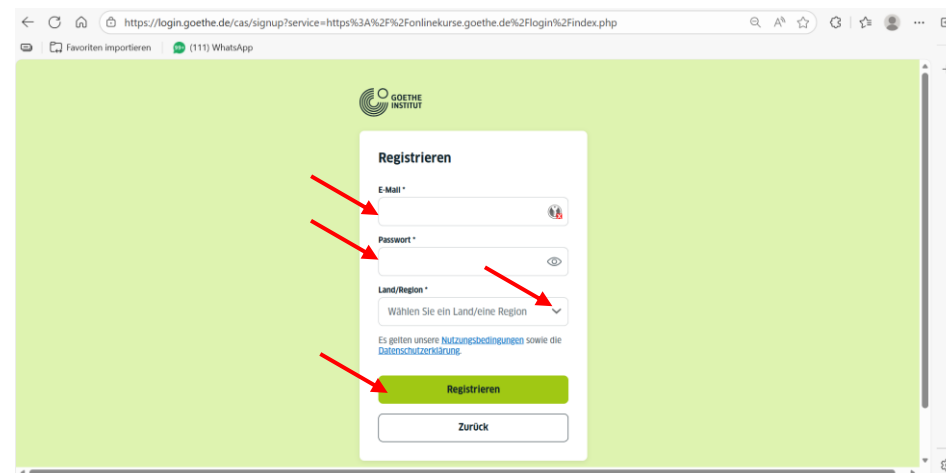 https://login.goethe.de/cas/signup?service=https%3A%2F%2Fonlinekurse.goethe.de%2Flogin%2Findex.php
Favoriten importieren
99+ (111) WhatsApp
GOETHE
INSTITUT
Registrieren
E-Mail *
Passwort *
Land/Region *
Wählen Sie ein Land/eine Region
Es gelten unsere Nutzungsbedingungen sowie die
Datenschutzerklärung.
Registrieren
Zurück